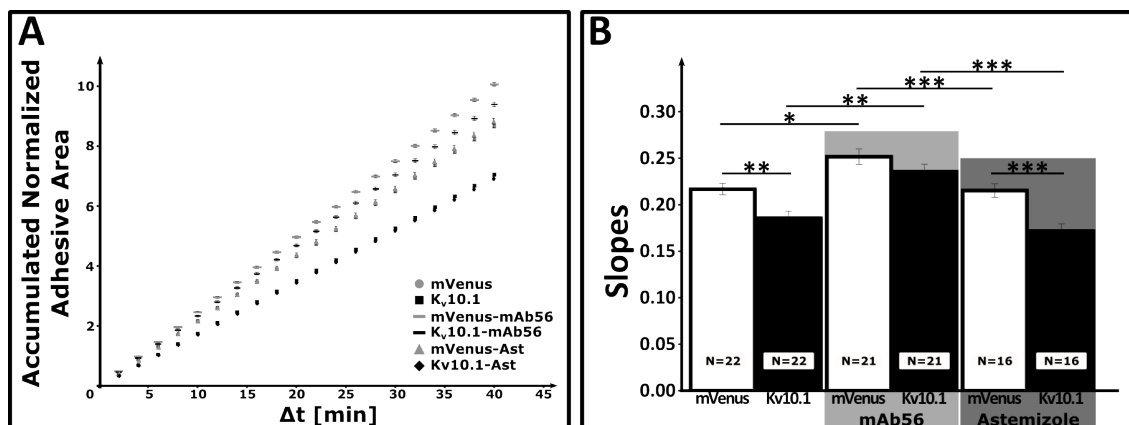 A
Accumulated Normalized
Adhesive Area
10
8
6
4
2
0
5
10
15
20
25
30
35
40
45
Δt [min]
mVenus
Kv10.1
mVenus-mAb56
Kv10.1-mAb56
mVenus-Ast
Kv10.1-Ast
B
Slopes
0.30
0.25
0.20
0.15
0.10
0.05
0.00
***
***
**
*
**
***
N=22
N=22
N=21
N=21
N=16
N=16
mVenus Kv10.1 mVenus Kv10.1 mVenus Kv10.1
mAb56 Astemizole